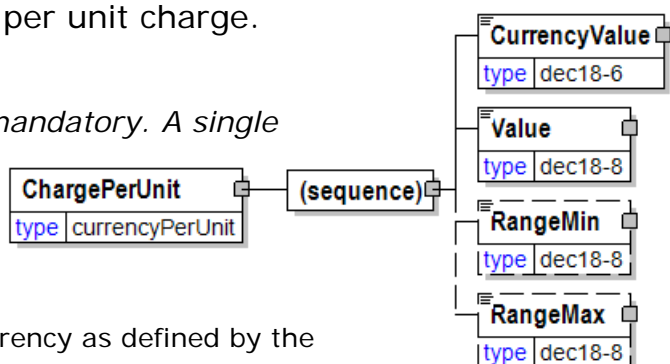 per unit charge.
CurrencyValue
type dec18-6
mandatory. A single
Value
type dec18-8
ChargePerUnit
type currencyPerUnit
(sequence)
RangeMin
type dec18-8
RangeMax
type dec18-8
rrency as defined by the